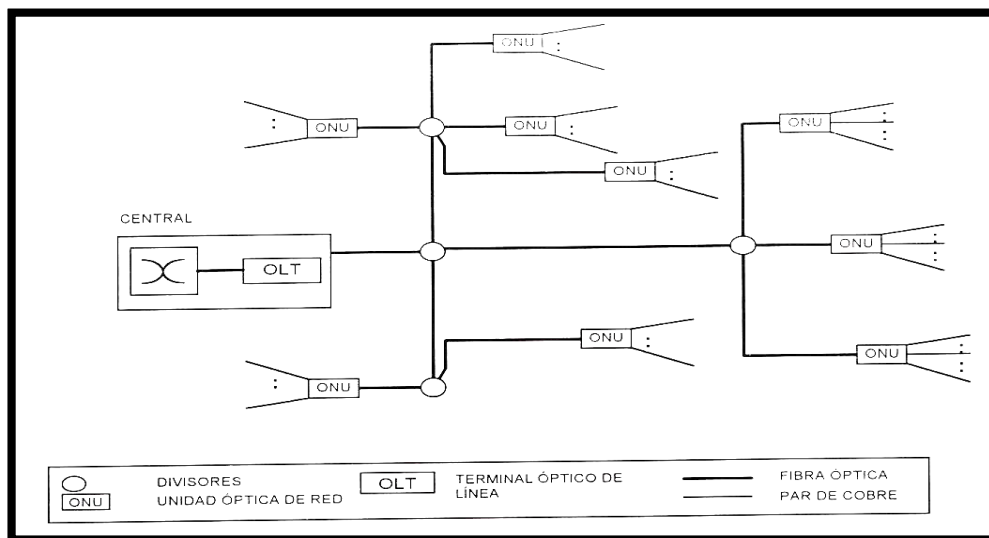 ONU
ONU
ONU
ONU
ONU
CENTRAL
ONU
OLT
ONU
ONU
ONU
DIVISORES
ONU
UNIDAD ÓPTICA DE RED
OLT
TERMINAL ÓPTICO DE
LÍNEA
FIBRA ÓPTICA
PAR DE COBRE